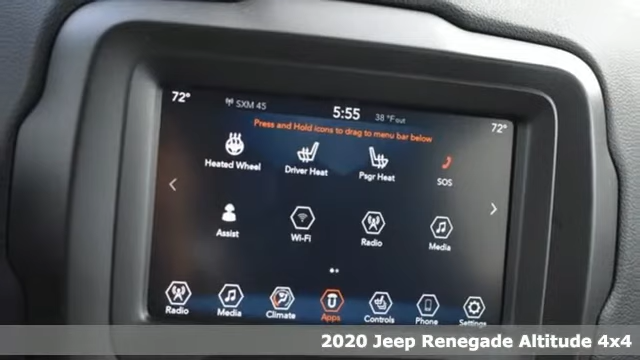 72°
SXM 45
5:55
38 °F out
72°
Press and Hold icons to drag to menu bar below
Heated Wheel
Driver Heat
Psgr Heat
SOS
Assist
Wi-Fi
Radio
Media
Radio
Media
Climate
Apps
Controls
Phone
Settings
2020 Jeep Renegade Altitude 4x4